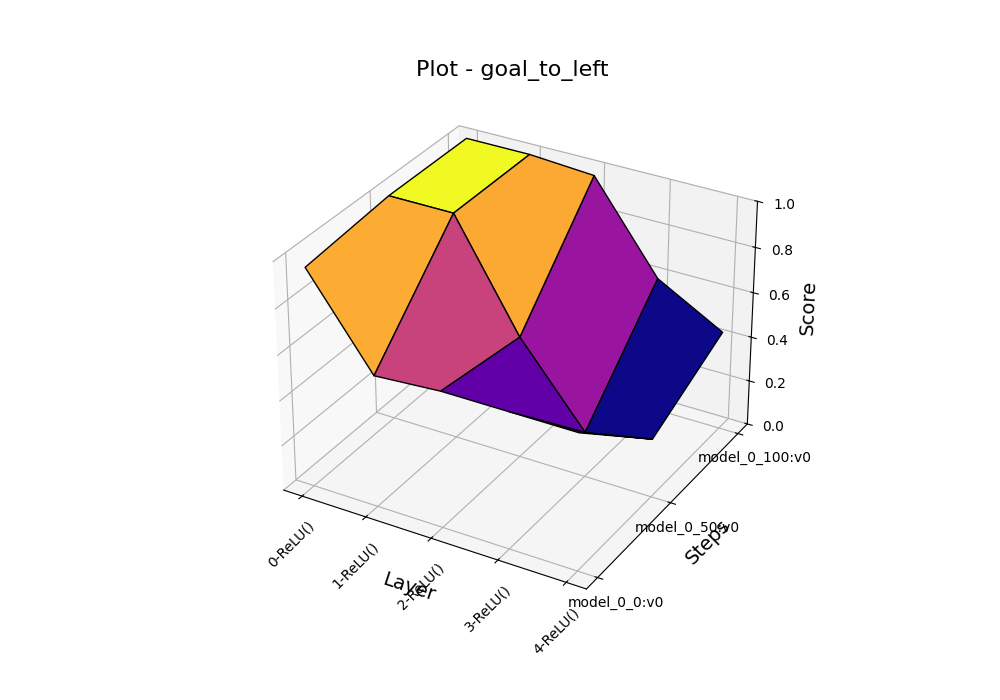 Plot - goal_to_left
1.0
0.8
0.6
0.4
0.2
0.0
Score
model_0_100:v0
model_0_50:v0
model_0_0:v0
Steps
0-ReLU()
1-ReLU()
2-ReLU()
3-ReLU()
4-ReLU()
Layer